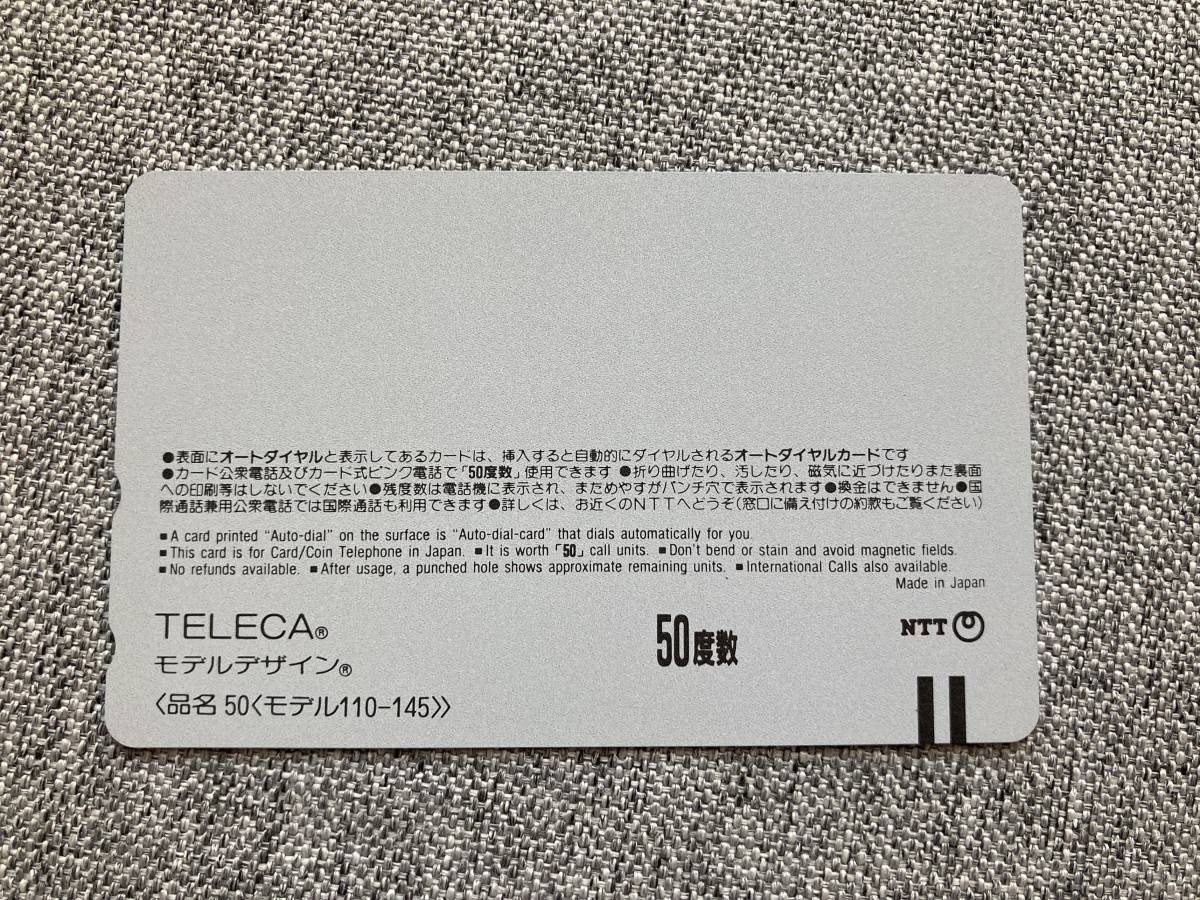 ●表面にオートダイヤルと表示してあるカードは、挿入すると自動的にダイヤルされるオートダイヤルカードです
●カード公衆電話及びカード式ピンク電話で「50度数」使用できます ●折り曲げたり、汚したり、磁気に近づけたりまた裏面
への印刷等はしないでください●残度数は電話機に表示され、まためやすがパンチ穴で表示されます●換金はできません●国
際通話兼用公衆電話では国際通話も利用できます●詳しくは、お近くのNTTへどうぞ(窓口に備え付けの約款もご覧ください)
■A card printed “Auto-dial” on the surface is “Auto-dial-card” that dials automatically for you.
■This card is for Card/Coin Telephone in Japan. ■It is worth「50」call units. ■Don't bend or stain and avoid magnetic fields.
■No refunds available. ■After usage, a punched hole shows approximate remaining units. ■International Calls also available.
Made in Japan
TELECA®
モデルデザイン®
〈品名 50〈モデル110-145〉〉
50度数
NTT